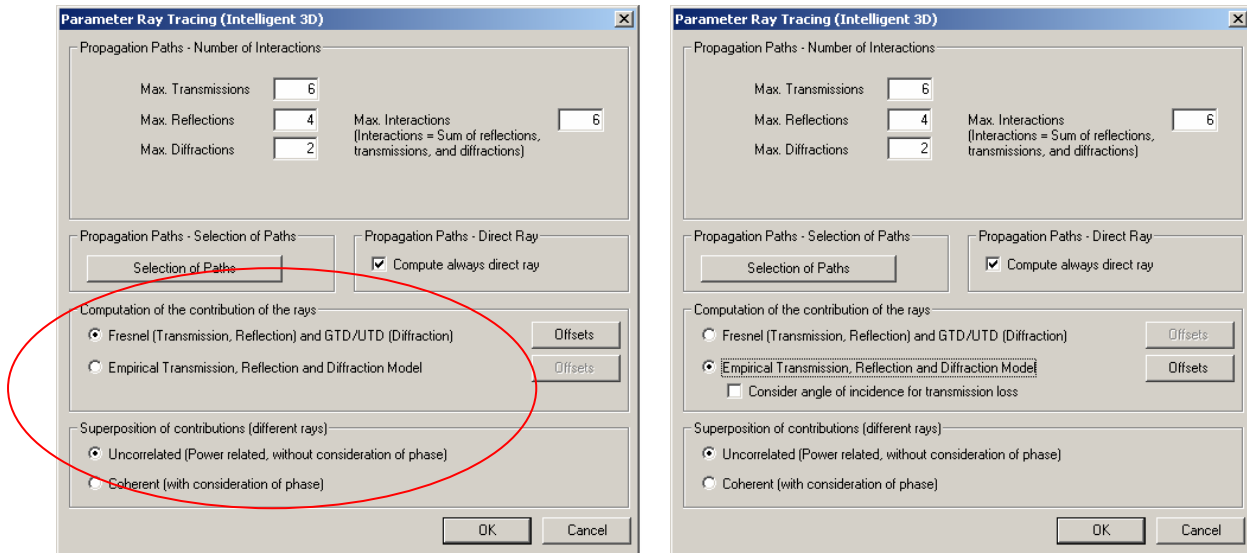 Parameter Ray Tracing (Intelligent 3D)
Propagation Paths - Number of Interactions
Max. Transmissions 6
Max. Reflections 4
Max. Interactions 6
(Interactions = Sum of reflections,
Max. Diffractions 2
transmissions, and diffractions)
Propagation Paths - Selection of Paths
Selection of Paths
Propagation Paths - Direct Ray
Compute always direct ray
Computation of the contribution of the rays
Fresnel (Transmission, Reflection) and GTD/UTD (Diffraction)
Offsets
Empirical Transmission, Reflection and Diffraction Model
Offsets
Superposition of contributions (different rays)
Uncorrelated (Power related, without consideration of phase)
Coherent (with consideration of phase)
OK
Cancel
Parameter Ray Tracing (Intelligent 3D)
Propagation Paths - Number of Interactions
Max. Transmissions 6
Max. Reflections 4
Max. Interactions 6
(Interactions = Sum of reflections,
Max. Diffractions 2
transmissions, and diffractions)
Propagation Paths - Selection of Paths
Selection of Paths
Propagation Paths - Direct Ray
Compute always direct ray
Computation of the contribution of the rays
Fresnel (Transmission, Reflection) and GTD/UTD (Diffraction)
Offsets
Empirical Transmission, Reflection and Diffraction Model
Offsets
Consider angle of incidence for transmission loss
Superposition of contributions (different rays)
Uncorrelated (Power related, without consideration of phase)
Coherent (with consideration of phase)
OK
Cancel